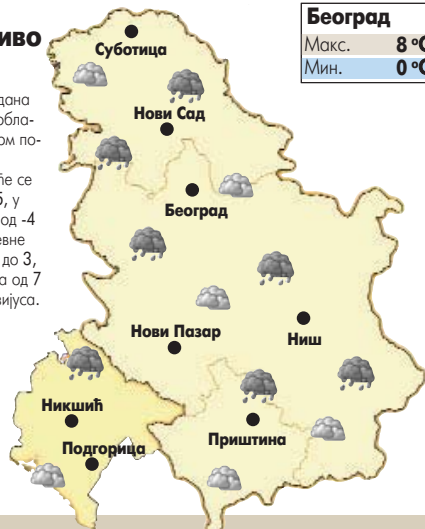 иво
Београд
Макс. 8 °C
Мин. 0 °C
дана
обла-
ом по-
ће се
5, у
од -4
евне
до 3,
а од 7
зијуса.
Суботица
Нови Сад
Београд
Нови Пазар
Ниш
Никшић
Подгорица
Приштина